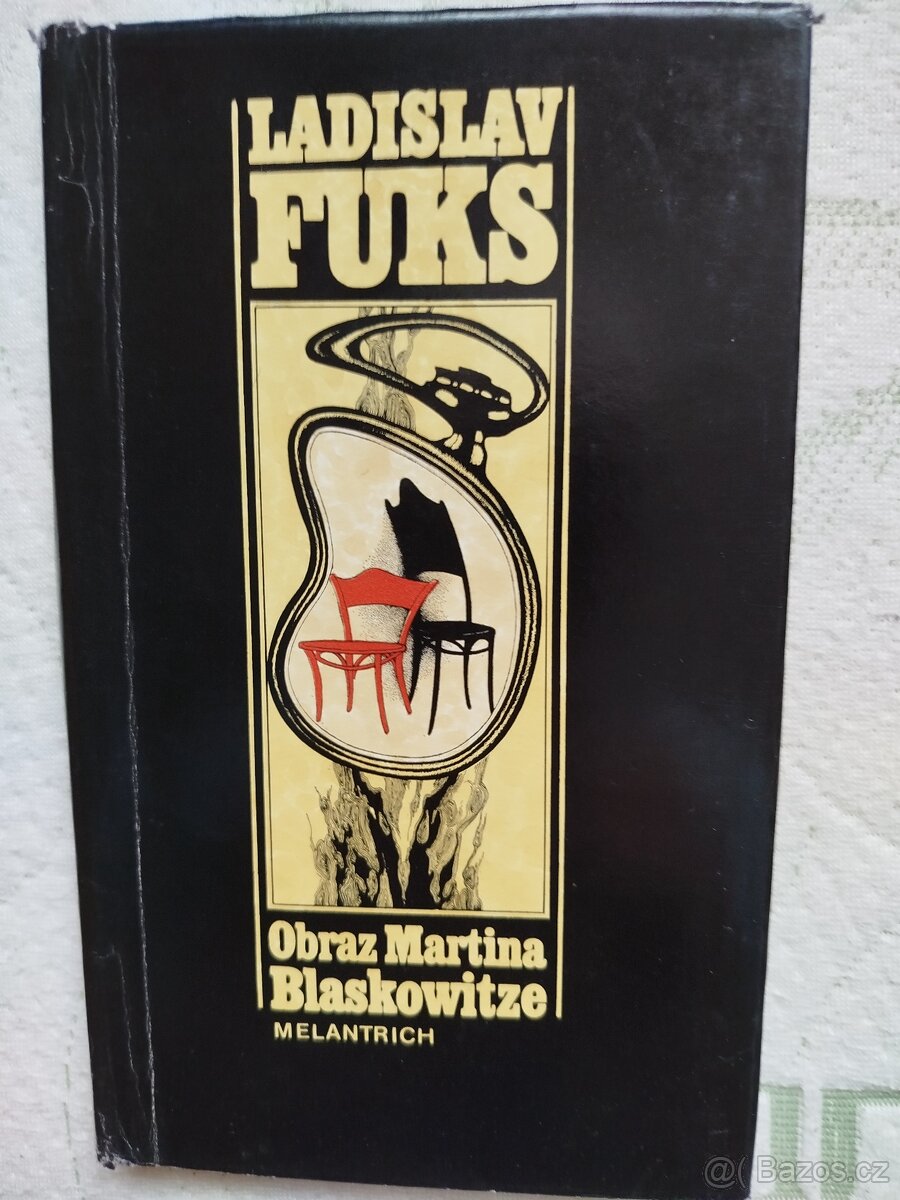 LADISLAV
FUKS
Obraz Martina
Blaskowitze
MELANTRICH
@( Bazos.cz